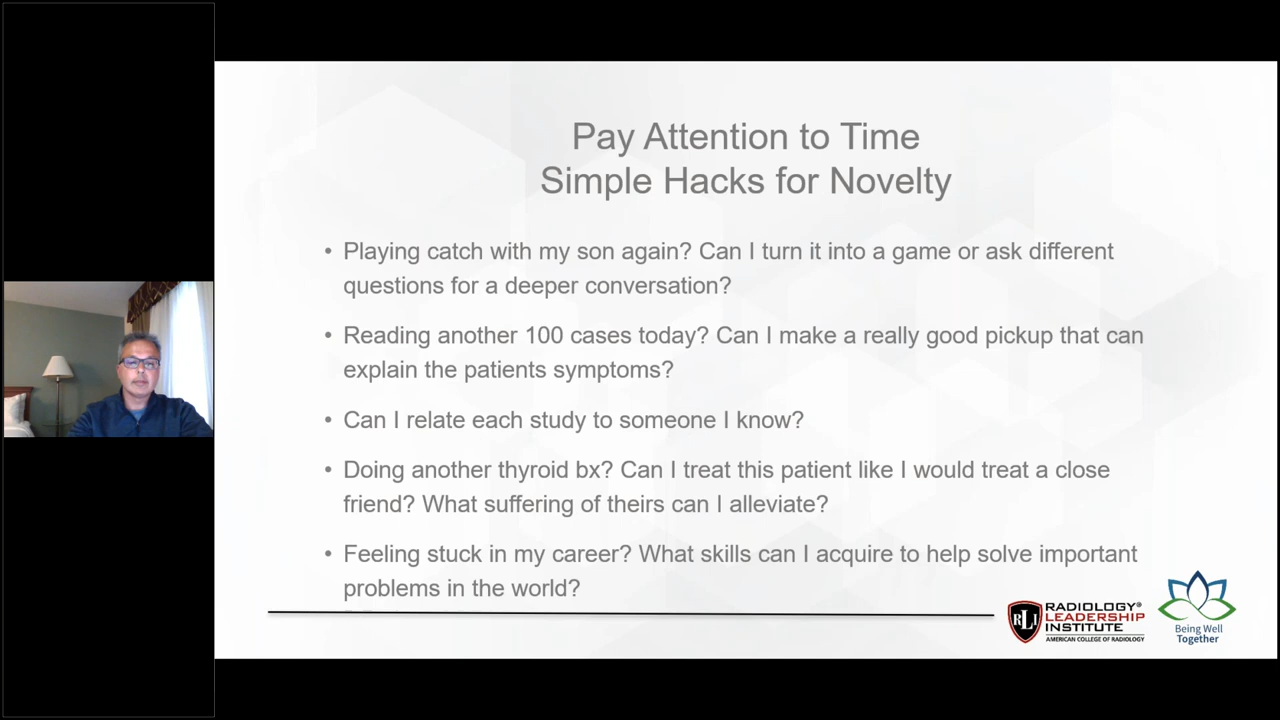 Pay Attention to Time
Simple Hacks for Novelty
• Playing catch with my son again? Can I turn it into a game or ask different
questions for a deeper conversation?
• Reading another 100 cases today? Can I make a really good pickup that can
explain the patients symptoms?
• Can I relate each study to someone I know?
• Doing another thyroid bx? Can I treat this patient like I would treat a close
friend? What suffering of theirs can I alleviate?
• Feeling stuck in my career? What skills can I acquire to help solve important
problems in the world?
RLI
RADIOLOGY®
LEADERSHIP
INSTITUTE
AMERICAN COLLEGE OF RADIOLOGY
Being Well
Together